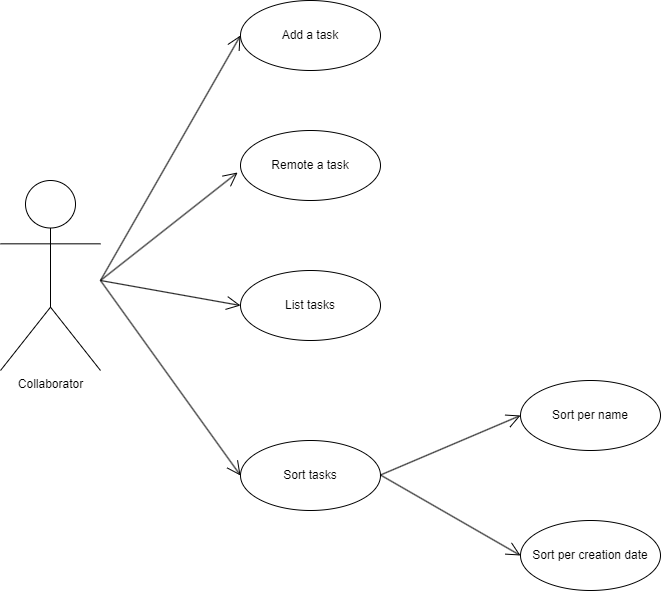 Add a task
Remote a task
List tasks
Collaborator
Sort tasks
Sort per name
Sort per creation date